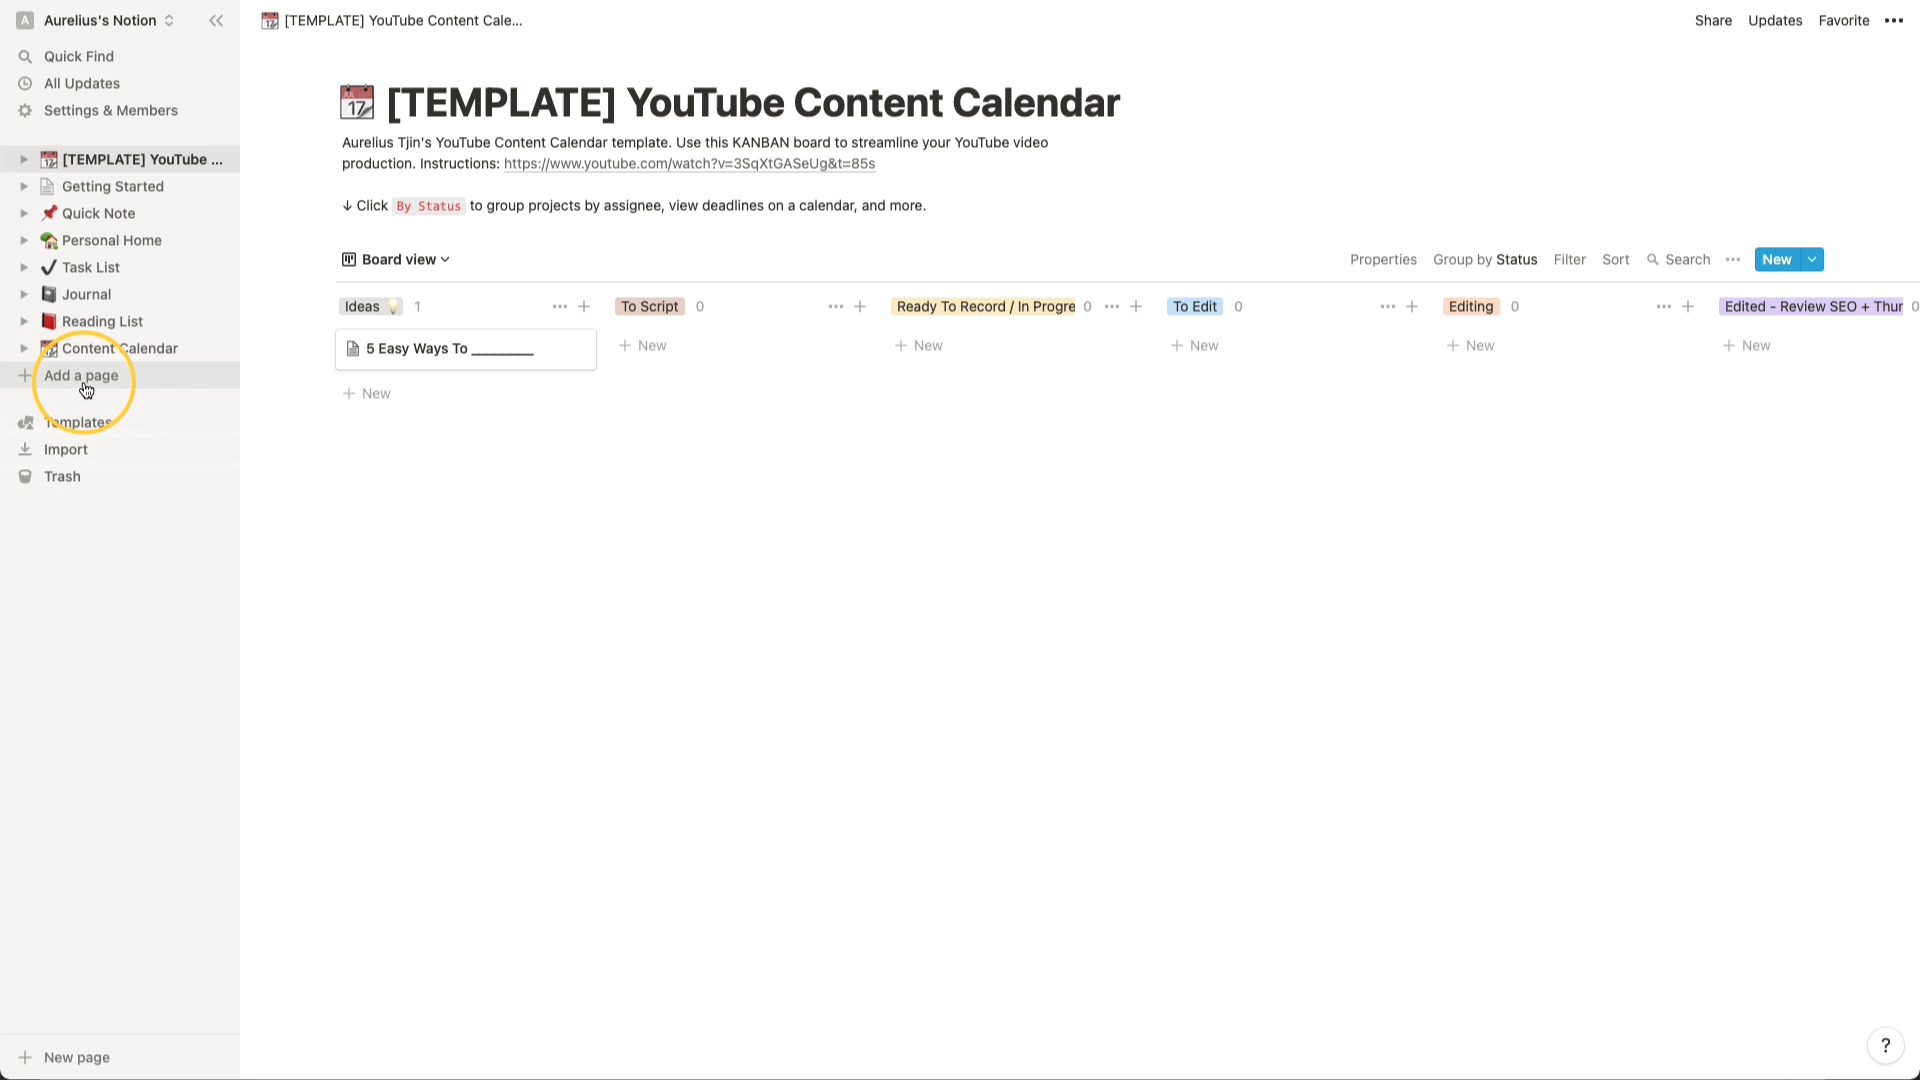 A Aurelius's Notion
Quick Find
All Updates
Settings & Members
[TEMPLATE] YouTube ...
Getting Started
Quick Note
Personal Home
Task List
Journal
Reading List
Content Calendar
Add a page
Templates
Import
Trash
New page
[TEMPLATE] YouTube Content Cale...
Share Updates Favorite
[TEMPLATE] YouTube Content Calendar
Aurelius Tjin's YouTube Content Calendar template. Use this KANBAN board to streamline your YouTube video
production. Instructions: https://www.youtube.com/watch?v=3SqXtGASeUg&t=85s
↓ Click By Status to group projects by assignee, view deadlines on a calendar, and more.
Board view
Properties Group by Status Filter Sort Search ... New
Ideas 1 ... + To Script 0 ... + Ready To Record / In Progre 0 ... + To Edit 0 ... + Editing 0 ... + Edited - Review SEO + Thur 0
5 Easy Ways To ________
+ New + New + New + New + New
+ New
?